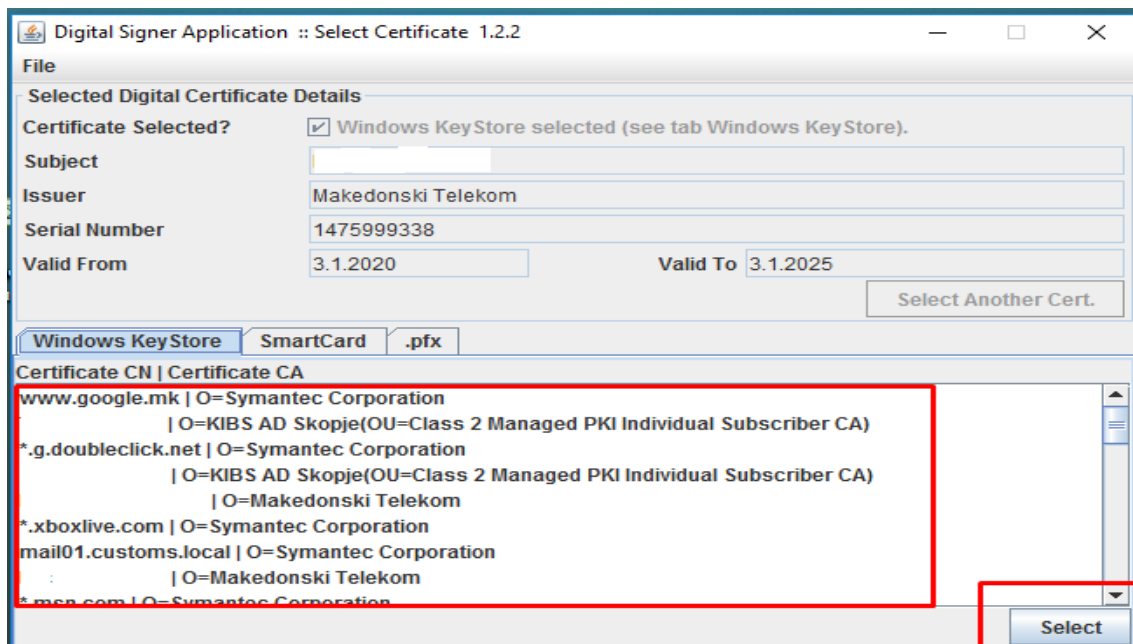 Digital Signer Application :: Select Certificate 1.2.2
File
Selected Digital Certificate Details
Certificate Selected? Windows KeyStore selected (see tab Windows KeyStore).
Subject
Issuer Makedonski Telekom
Serial Number 1475999338
Valid From 3.1.2020 Valid To 3.1.2025
Select Another Cert.
Windows KeyStore SmartCard .pfx
Certificate CN | Certificate CA
www.google.mk | O=Symantec Corporation
| O=KIBS AD Skopje(OU=Class 2 Managed PKI Individual Subscriber CA)
*.g.doubleclick.net | O=Symantec Corporation
| O=KIBS AD Skopje(OU=Class 2 Managed PKI Individual Subscriber CA)
| O=Makedonski Telekom
*.xboxlive.com | O=Symantec Corporation
mail01.customs.local | O=Symantec Corporation
| O=Makedonski Telekom
*.msn.com | O=Symantec Corporation
Select